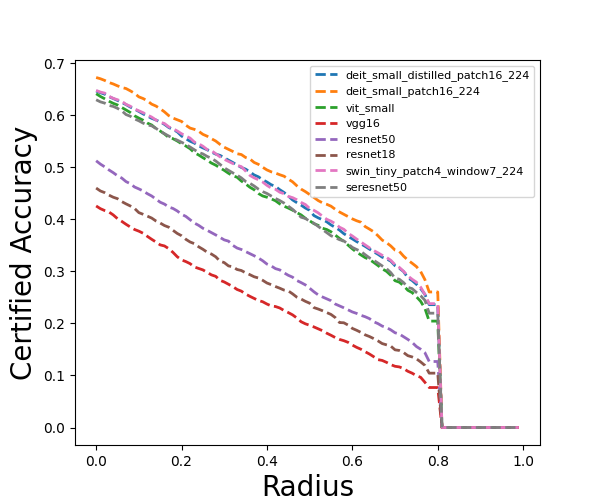 0.7
0.6
0.5
0.4
0.3
0.2
0.1
0.0
Certified Accuracy
deit_small_distilled_patch16_224
deit_small_patch16_224
vit_small
vgg16
resnet50
resnet18
swin_tiny_patch4_window7_224
seresnet50
0.0 0.2 0.4 0.6 0.8 1.0
Radius